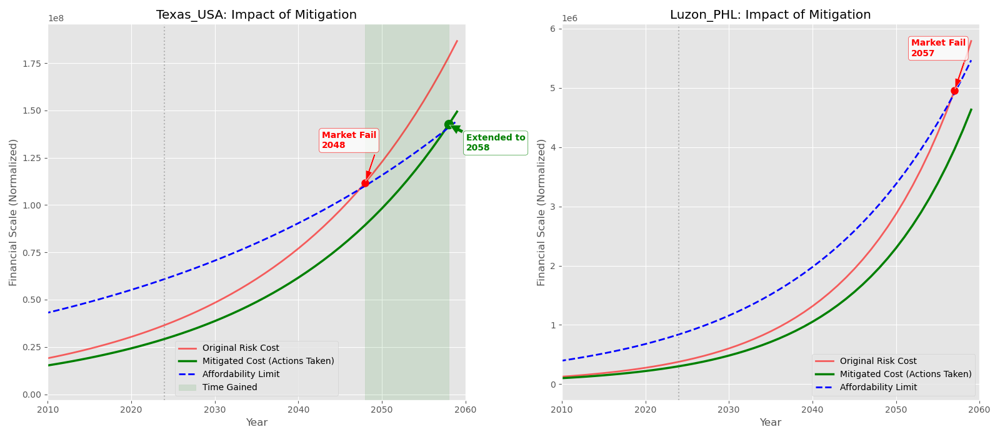 Texas_USA: Impact of Mitigation
1e8
Financial Scale (Normalized)
1.75
1.50
1.25
1.00
0.75
0.50
0.25
0.00
Market Fail
2048
Extended to
2058
Original Risk Cost
Mitigated Cost (Actions Taken)
Affordability Limit
Time Gained
2010 2020 2030 2040 2050 2060
Year
Luzon_PHL: Impact of Mitigation
1e6
Financial Scale (Normalized)
6
5
4
3
2
1
0
Market Fail
2057
Original Risk Cost
Mitigated Cost (Actions Taken)
Affordability Limit
2010 2020 2030 2040 2050 2060
Year